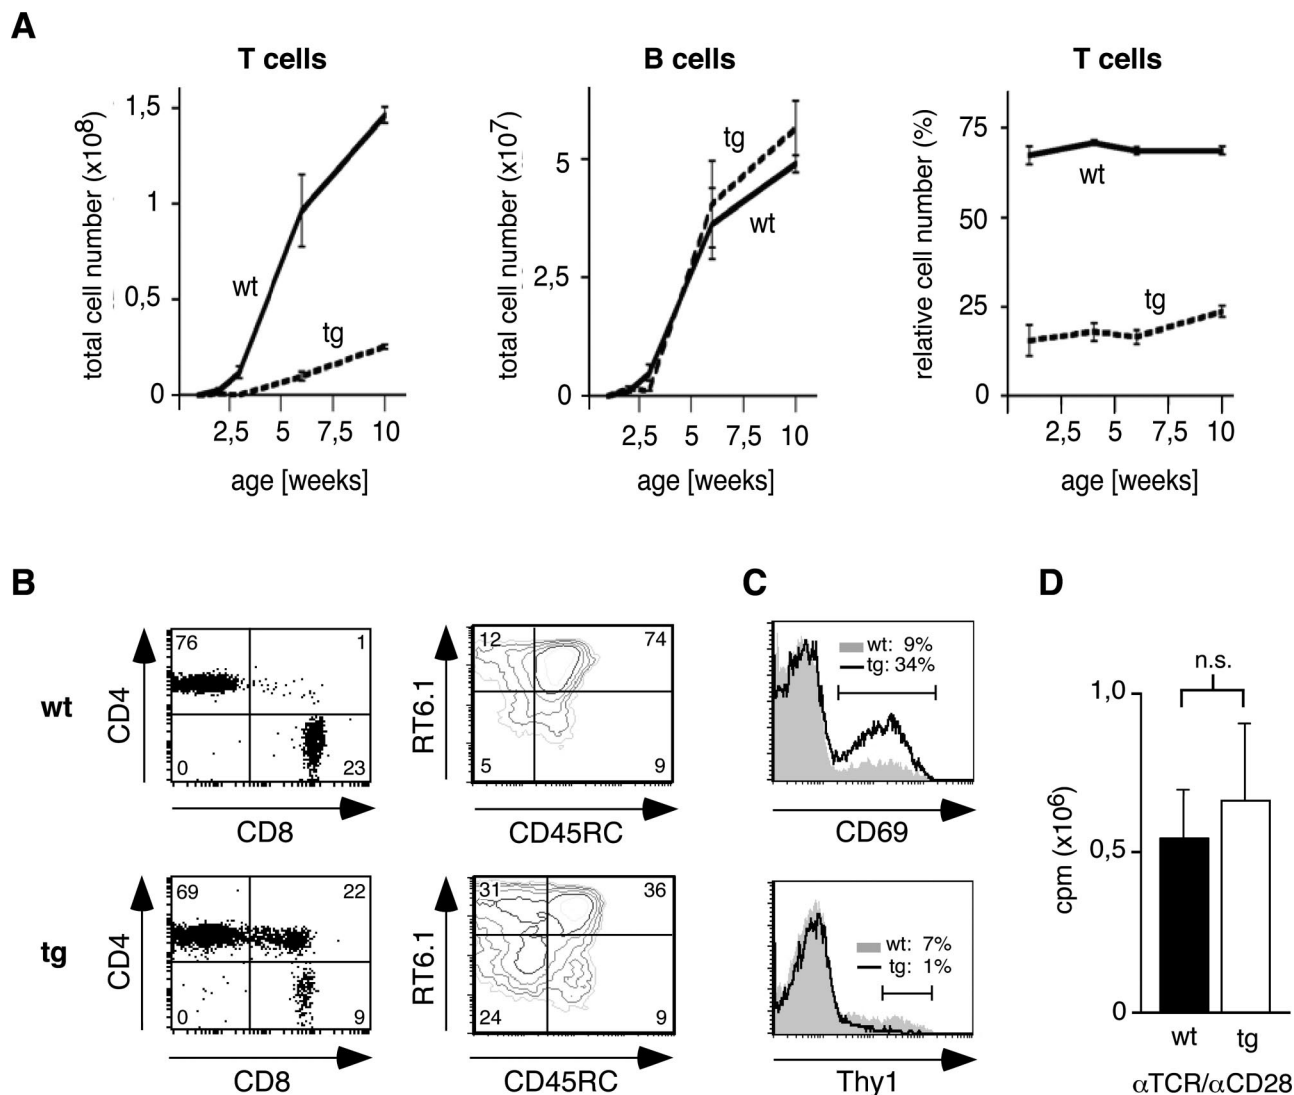 A
T cells
B cells
T cells
total cell number (x10⁸)
1,5
1
0,5
0
wt
tg
2,5 5 7,5 10
age [weeks]
total cell number (x10⁷)
5
2,5
0
tg
wt
2,5 5 7,5 10
age [weeks]
relative cell number (%)
75
50
25
0
wt
tg
2,5 5 7,5 10
age [weeks]
B
wt
CD4
76 1
0 23
CD8
RT6.1
12 74
5 9
CD45RC
tg
CD4
69 22
0 9
CD8
RT6.1
31 36
24 9
CD45RC
C
wt: 9%
tg: 34%
CD69
wt: 7%
tg: 1%
Thy1
D
n.s.
cpm (x10⁶)
1,0
0,5
0
wt tg
αTCR/αCD28